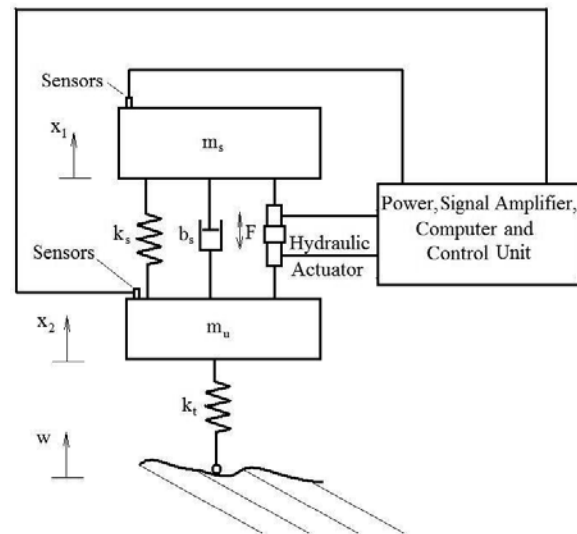 Sensors
x₁
mₛ
Power, Signal Amplifier,
Computer and
Control Unit
kₛ
bₛ
F
Hydraulic
Actuator
Sensors
x₂
mᵤ
kₜ
w